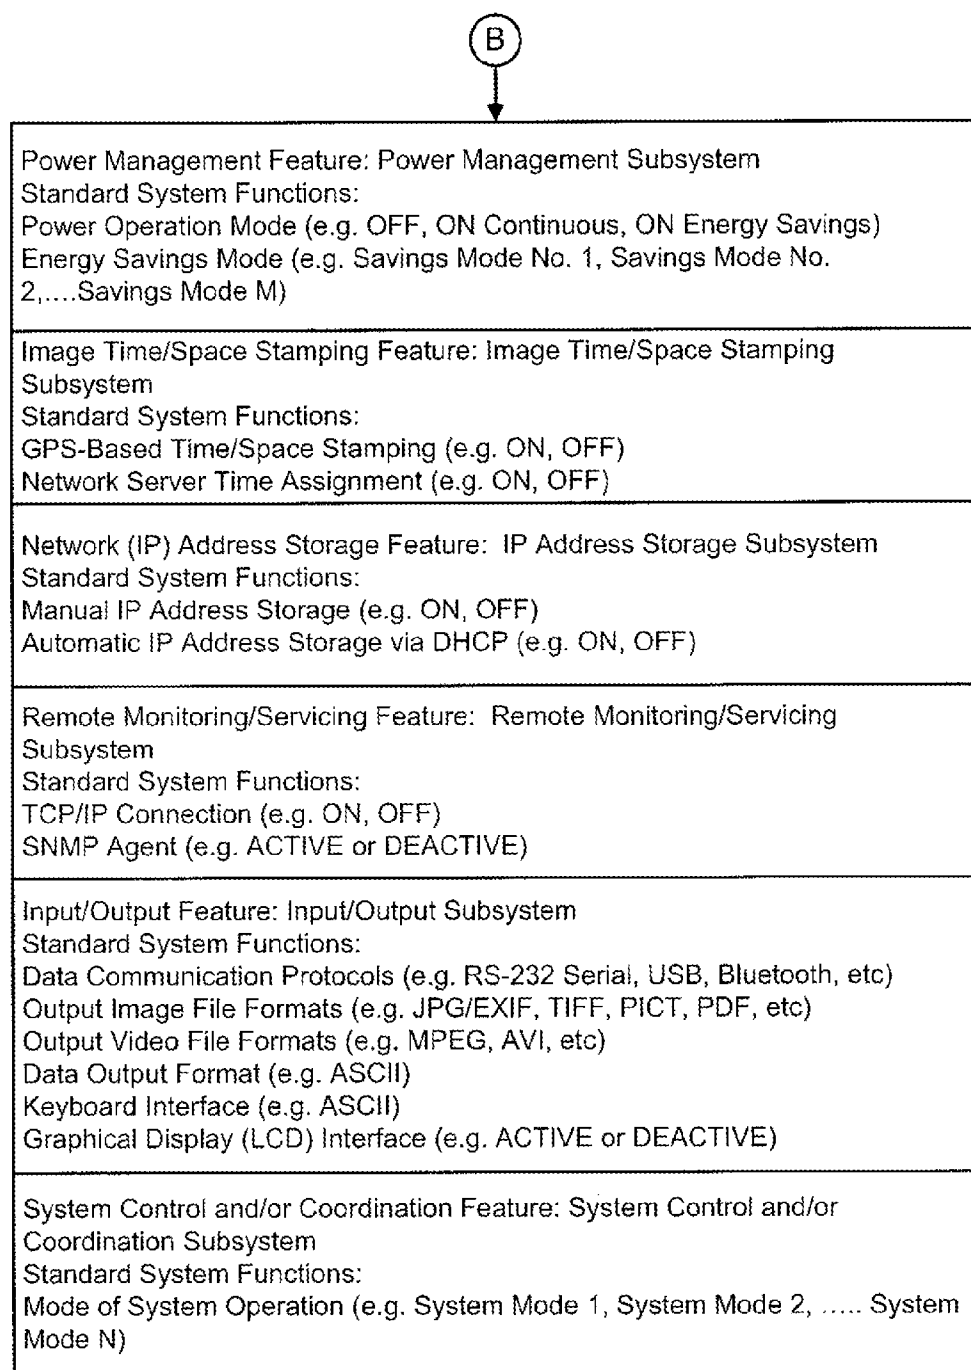 B
Power Management Feature: Power Management Subsystem
Standard System Functions:
Power Operation Mode (e.g. OFF, ON Continuous, ON Energy Savings)
Energy Savings Mode (e.g. Savings Mode No. 1, Savings Mode No.
2,....Savings Mode M)
Image Time/Space Stamping Feature: Image Time/Space Stamping
Subsystem
Standard System Functions:
GPS-Based Time/Space Stamping (e.g. ON, OFF)
Network Server Time Assignment (e.g. ON, OFF)
Network (IP) Address Storage Feature: IP Address Storage Subsystem
Standard System Functions:
Manual IP Address Storage (e.g. ON, OFF)
Automatic IP Address Storage via DHCP (e.g. ON, OFF)
Remote Monitoring/Servicing Feature: Remote Monitoring/Servicing
Subsystem
Standard System Functions:
TCP/IP Connection (e.g. ON, OFF)
SNMP Agent (e.g. ACTIVE or DEACTIVE)
Input/Output Feature: Input/Output Subsystem
Standard System Functions:
Data Communication Protocols (e.g. RS-232 Serial, USB, Bluetooth, etc)
Output Image File Formats (e.g. JPG/EXIF, TIFF, PICT, PDF, etc)
Output Video File Formats (e.g. MPEG, AVI, etc)
Data Output Format (e.g. ASCII)
Keyboard Interface (e.g. ASCII)
Graphical Display (LCD) Interface (e.g. ACTIVE or DEACTIVE)
System Control and/or Coordination Feature: System Control and/or
Coordination Subsystem
Standard System Functions:
Mode of System Operation (e.g. System Mode 1, System Mode 2, ..... System
Mode N)